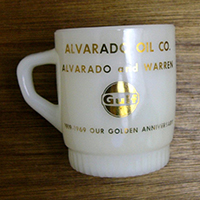 ALVARADO OIL CO.
ALVARADO and WARREN
GULF
1969 OUR GOLDEN ANNIVERSARY